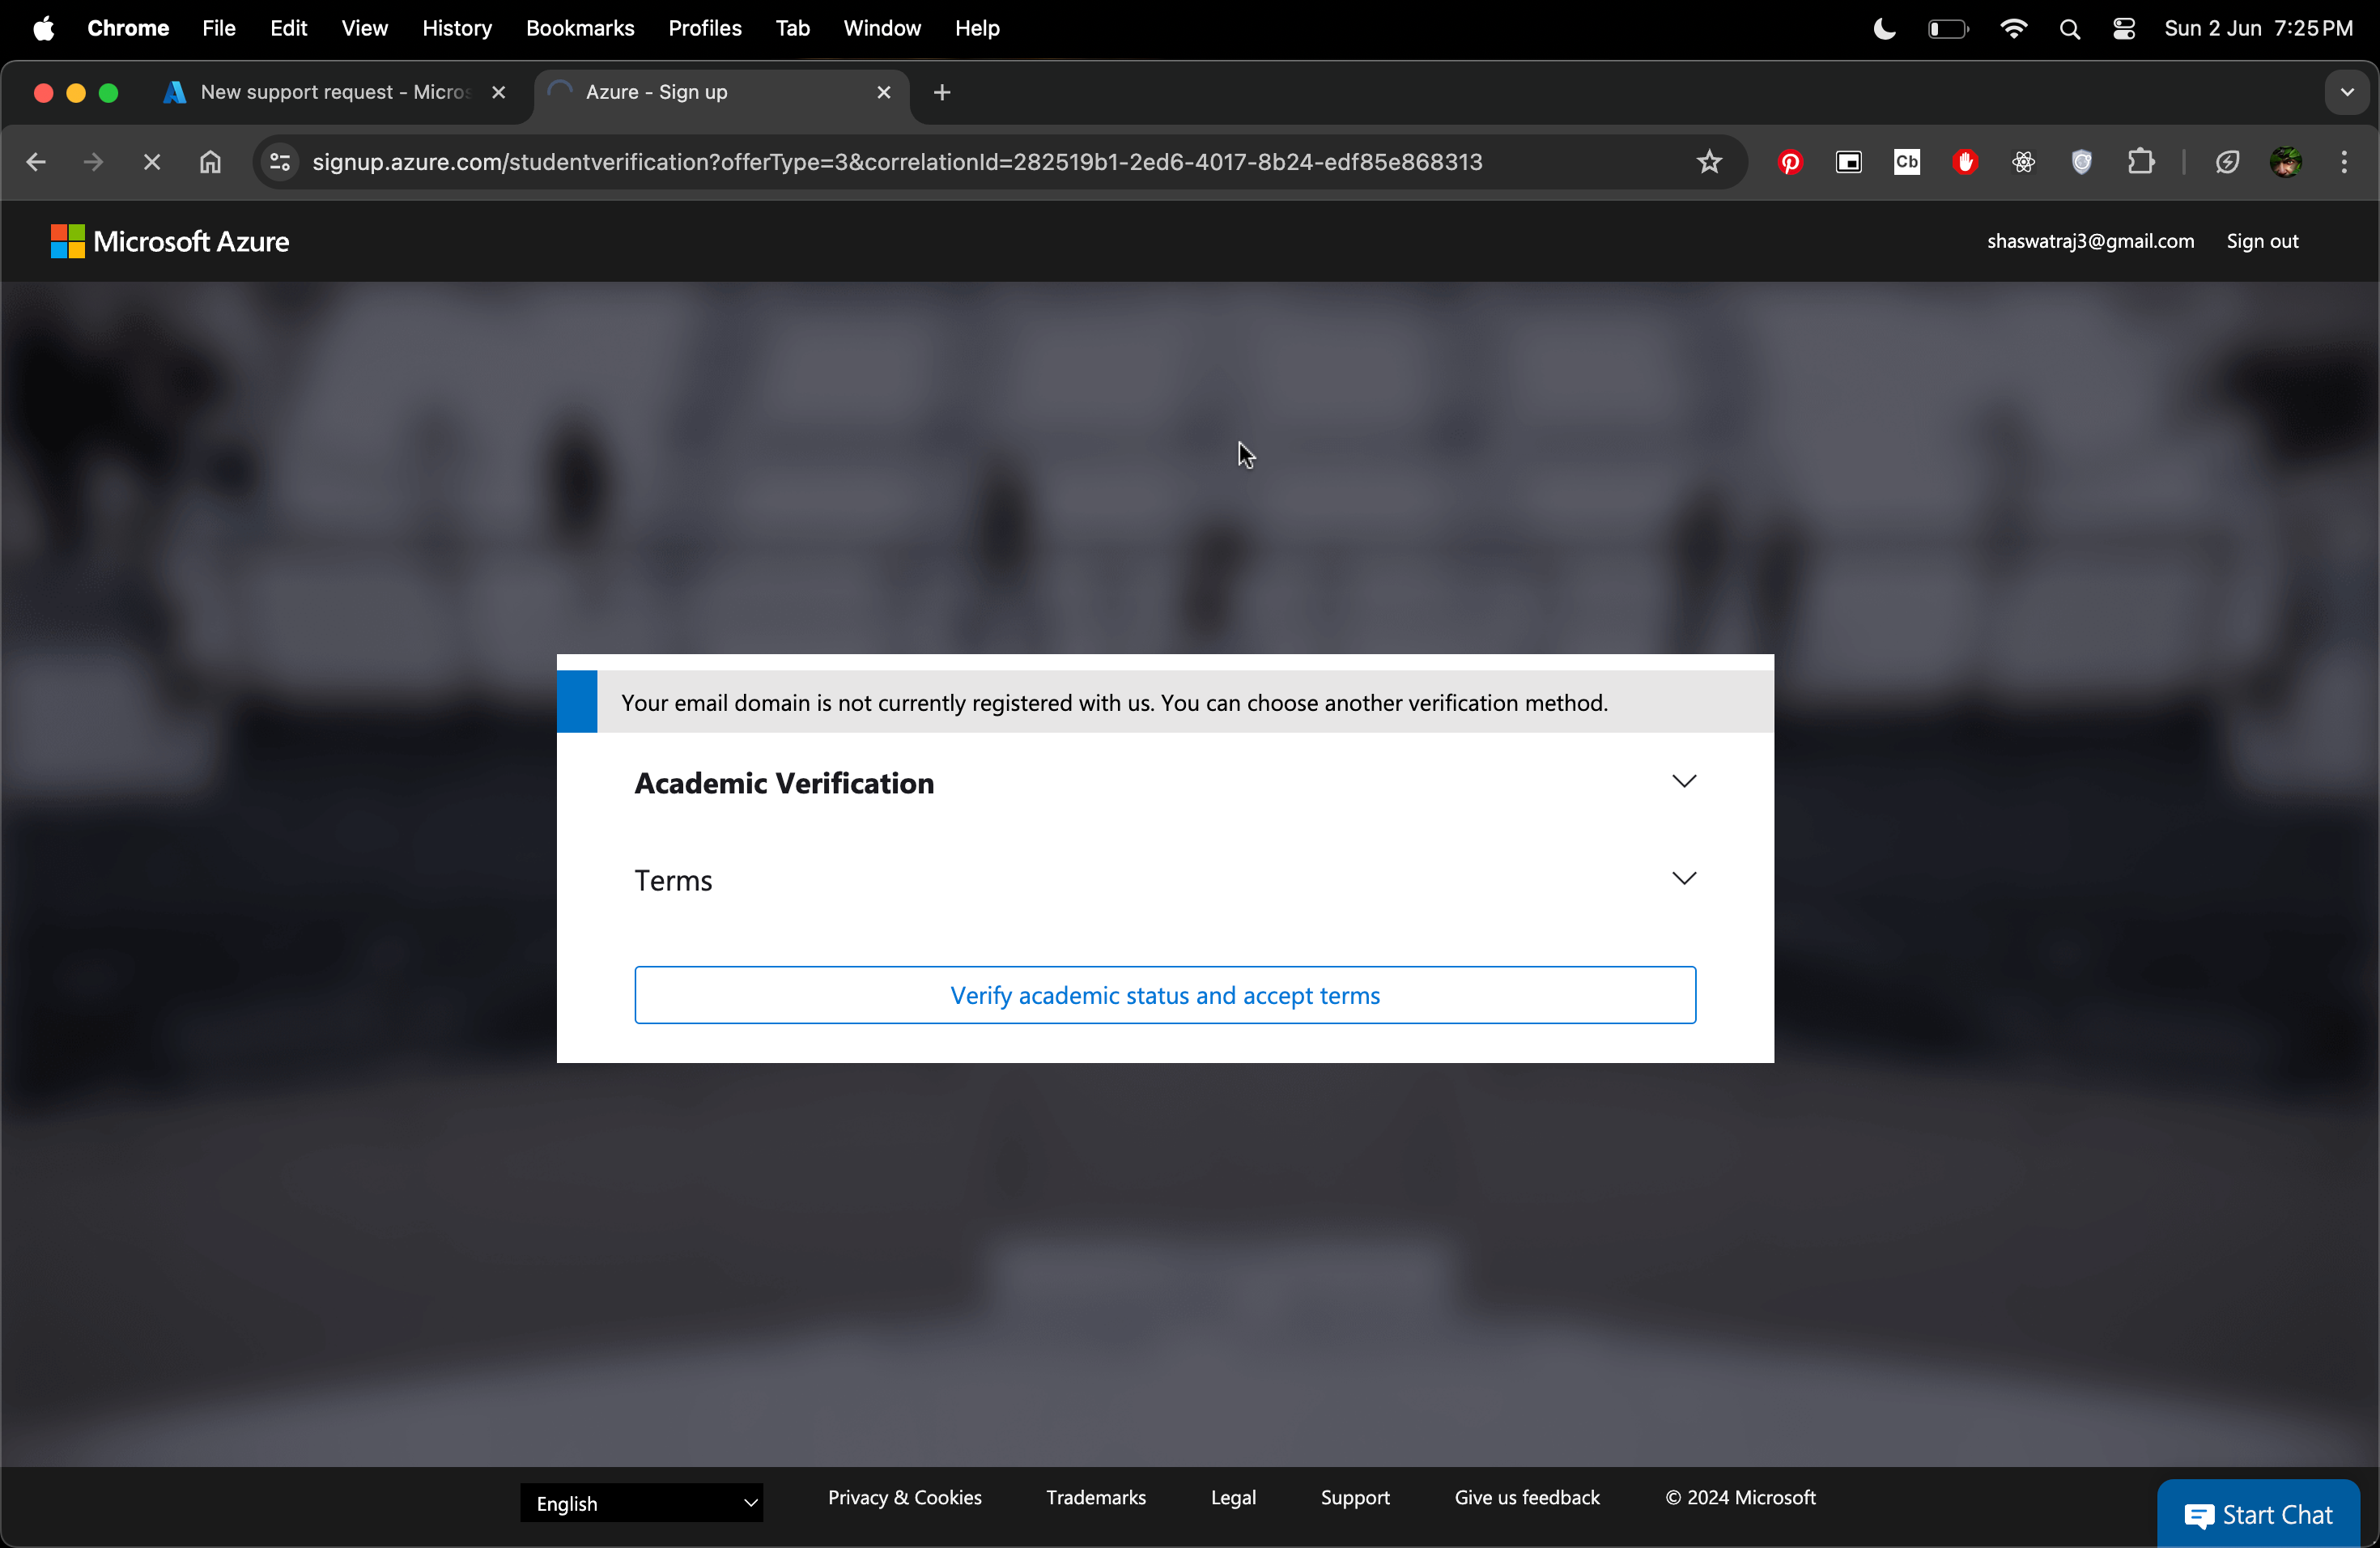 Chrome File Edit View History Bookmarks Profiles Tab Window Help Sun 2 Jun 7:25 PM
New support request - Micros Azure - Sign up
signup.azure.com/studentverification?offerType=3&correlationId=282519b1-2ed6-4017-8b24-edf85e868313
Cb
Microsoft Azure shaswatraj3@gmail.com Sign out
Your email domain is not currently registered with us. You can choose another verification method.
Academic Verification
Terms
Verify academic status and accept terms
English Privacy & Cookies Trademarks Legal Support Give us feedback © 2024 Microsoft
Start Chat